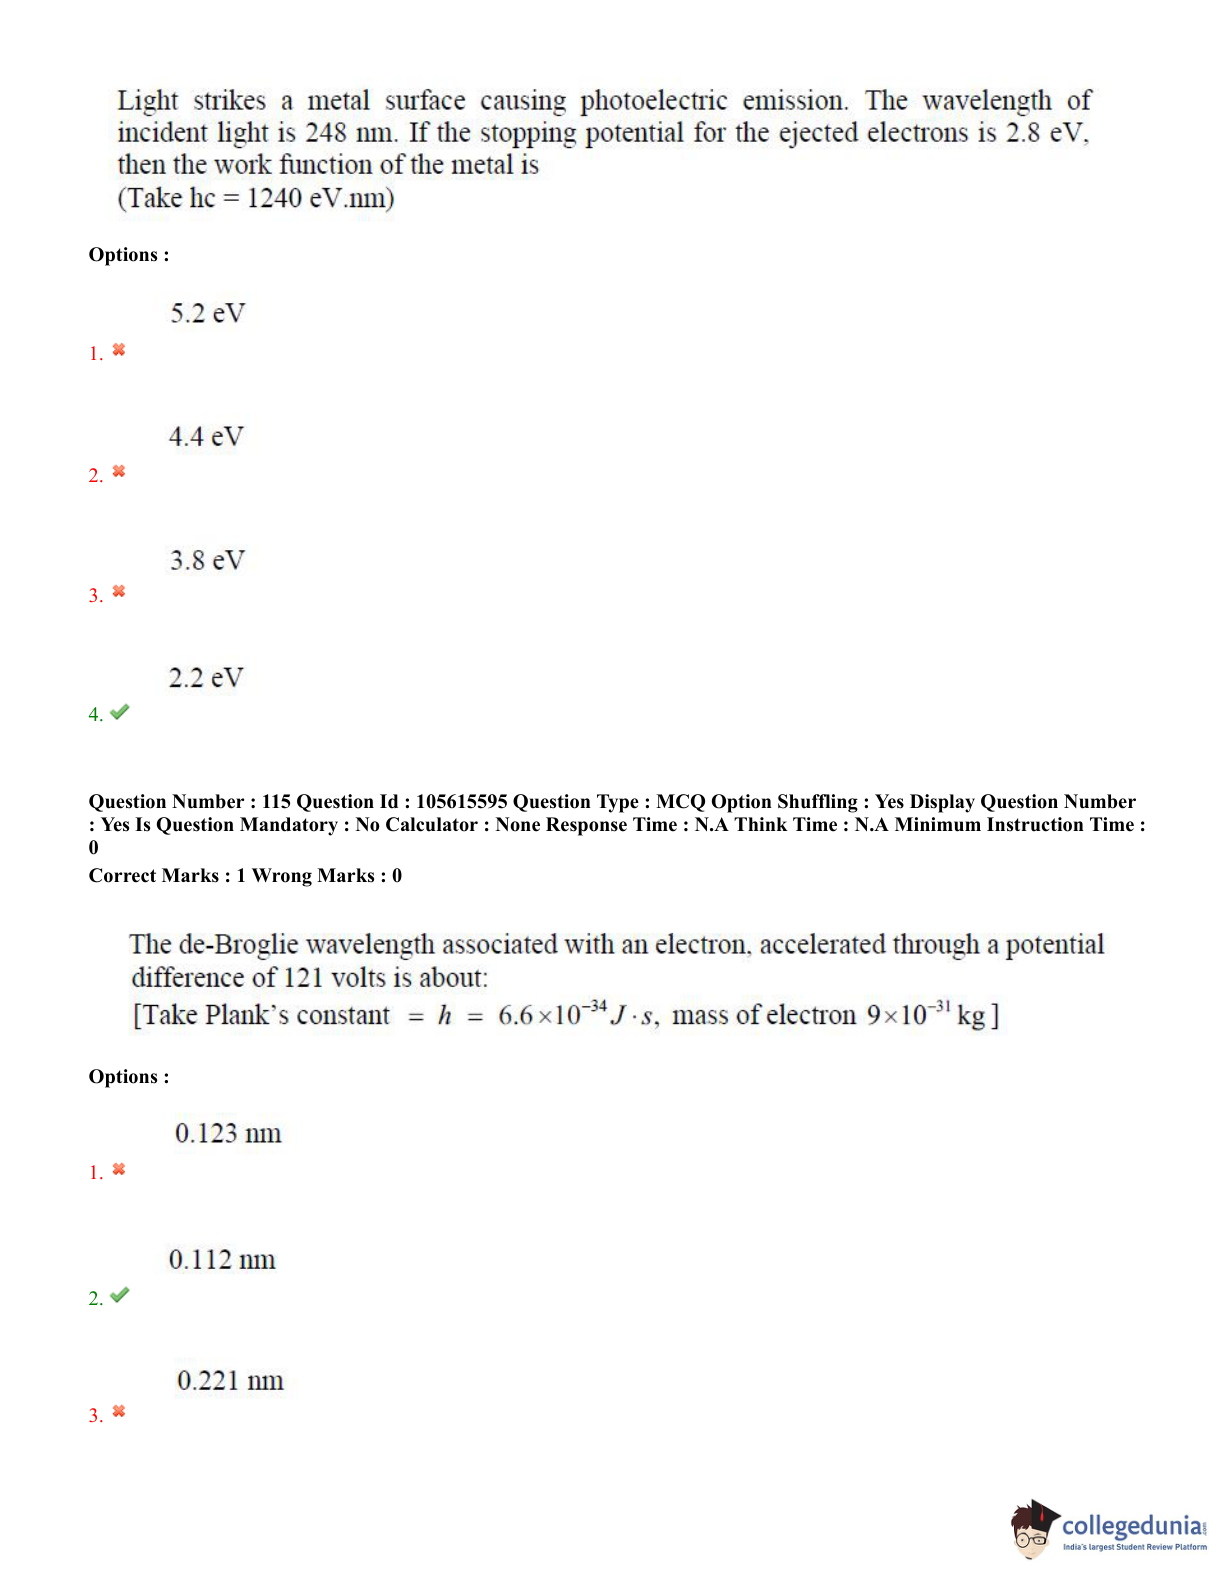 Light strikes a metal surface causing photoelectric emission. The wavelength of
incident light is 248 nm. If the stopping potential for the ejected electrons is 2.8 eV,
then the work function of the metal is
(Take hc = 1240 eV.nm)
Options :
5.2 eV
1.
4.4 eV
2.
3.8 eV
3.
2.2 eV
4.
Question Number : 115 Question Id : 105615595 Question Type : MCQ Option Shuffling : Yes Display Question Number
: Yes Is Question Mandatory : No Calculator : None Response Time : N.A Think Time : N.A Minimum Instruction Time :
0
Correct Marks : 1 Wrong Marks : 0
The de-Broglie wavelength associated with an electron, accelerated through a potential
difference of 121 volts is about:
[Take Plank's constant = h = 6.6×10⁻³⁴ J·s, mass of electron 9×10⁻³¹ kg]
Options :
0.123 nm
1.
0.112 nm
2.
0.221 nm
3.
collegedunia.com
India's largest Student Review Platform